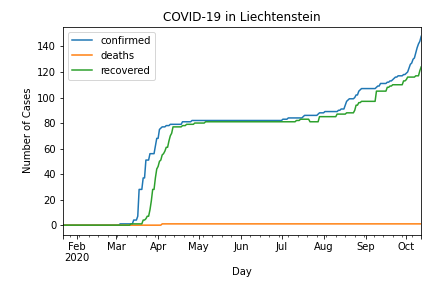 COVID-19 in Liechtenstein
confirmed
deaths
recovered
Number of Cases
140
120
100
80
60
40
20
0
Feb Mar Apr May Jun Jul Aug Sep Oct
2020
Day